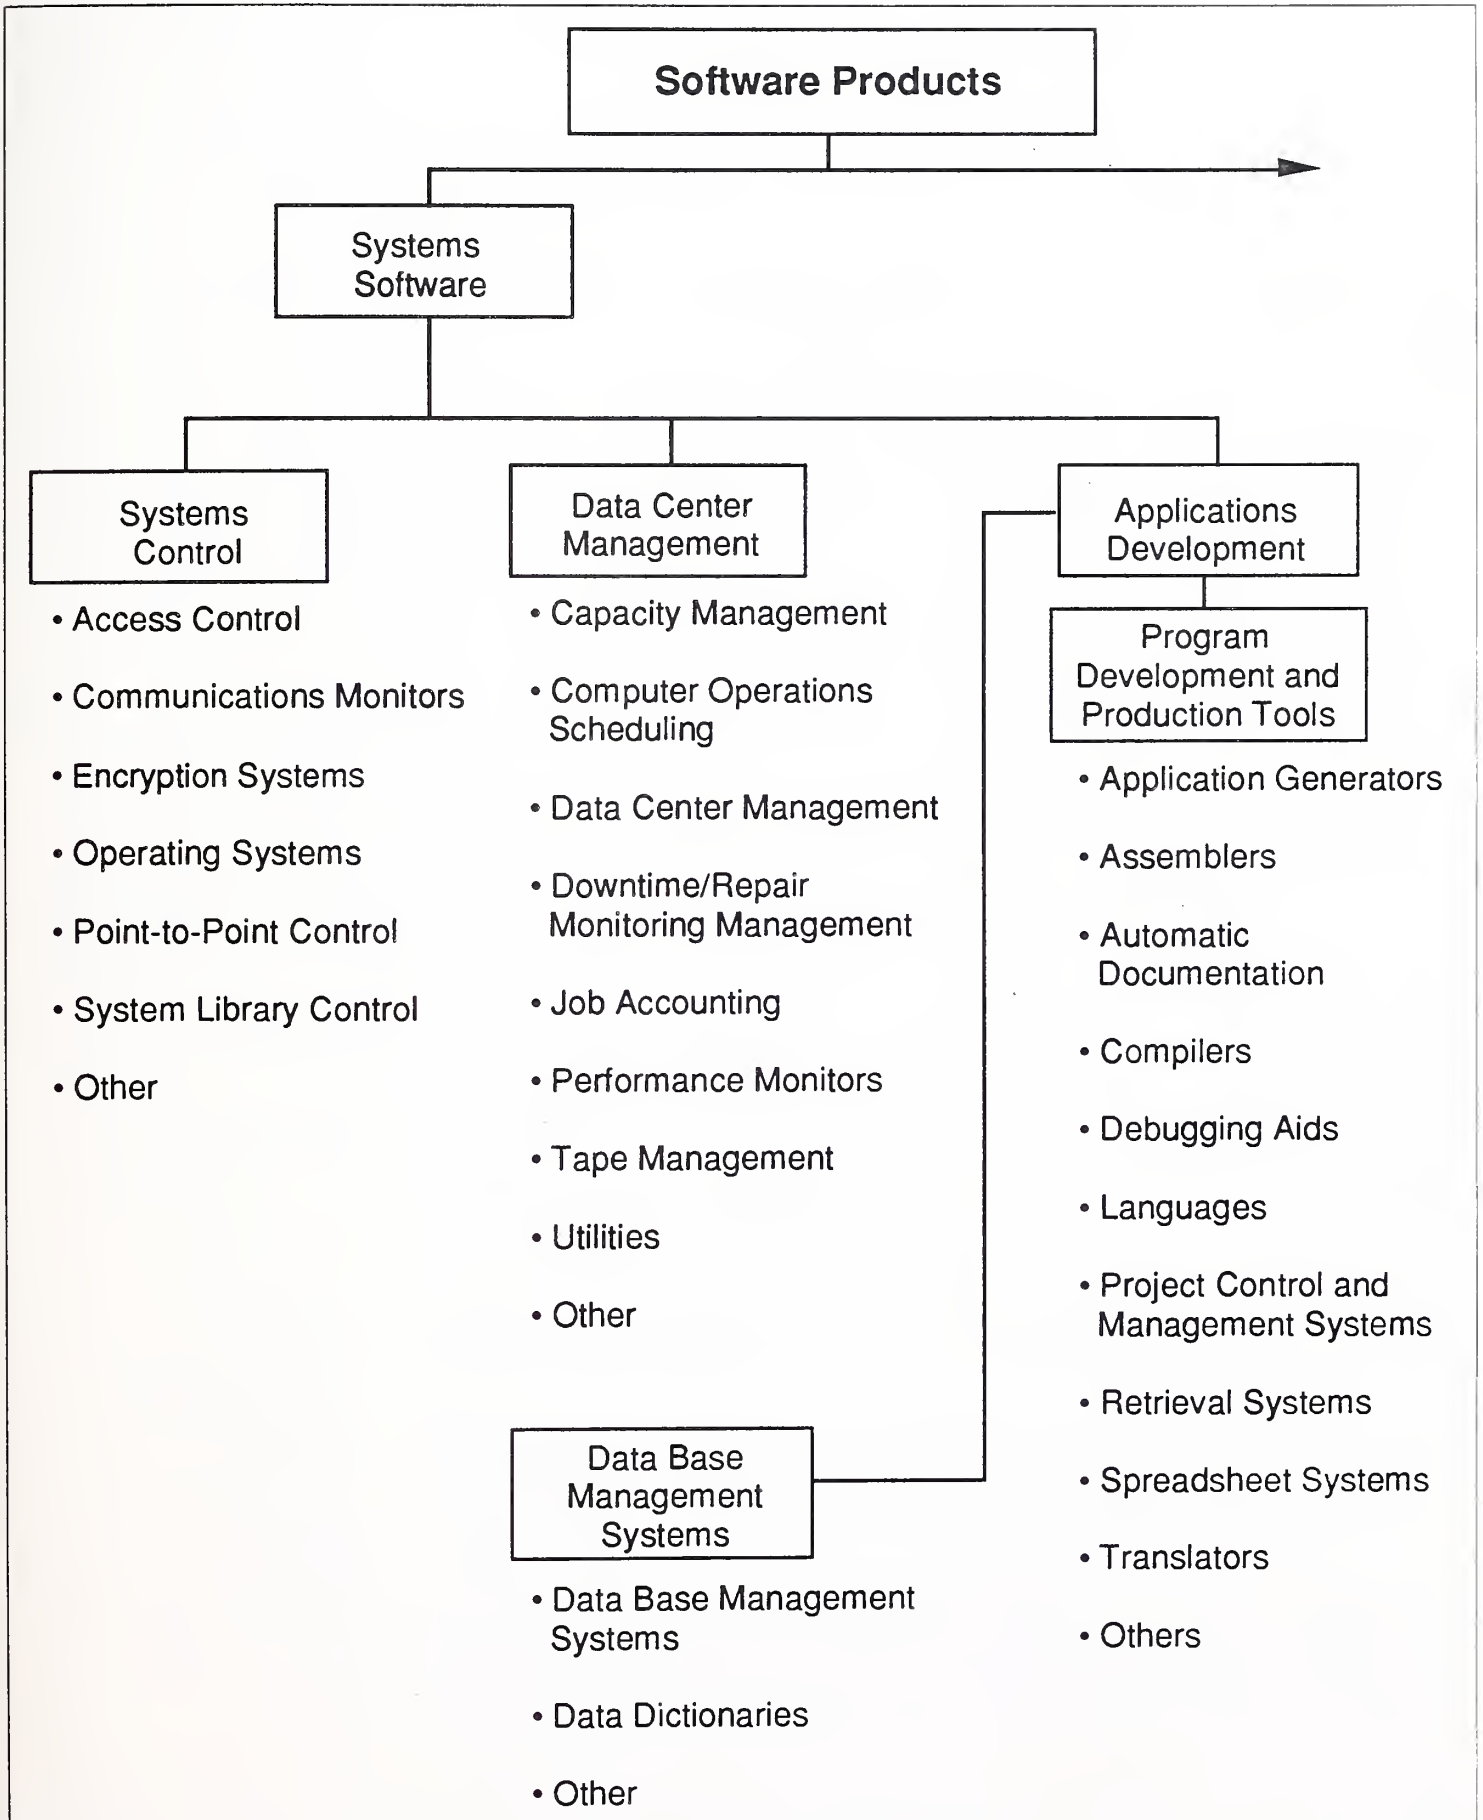 Software Products
Systems
Software
Systems
Control
• Access Control
• Communications Monitors
• Encryption Systems
• Operating Systems
• Point-to-Point Control
• System Library Control
• Other
Data Center
Management
• Capacity Management
• Computer Operations
Scheduling
• Data Center Management
• Downtime/Repair
Monitoring Management
• Job Accounting
• Performance Monitors
• Tape Management
• Utilities
• Other
Data Base
Management
Systems
• Data Base Management
Systems
• Data Dictionaries
• Other
Applications
Development
Program
Development and
Production Tools
• Application Generators
• Assemblers
• Automatic
Documentation
• Compilers
• Debugging Aids
• Languages
• Project Control and
Management Systems
• Retrieval Systems
• Spreadsheet Systems
• Translators
• Others